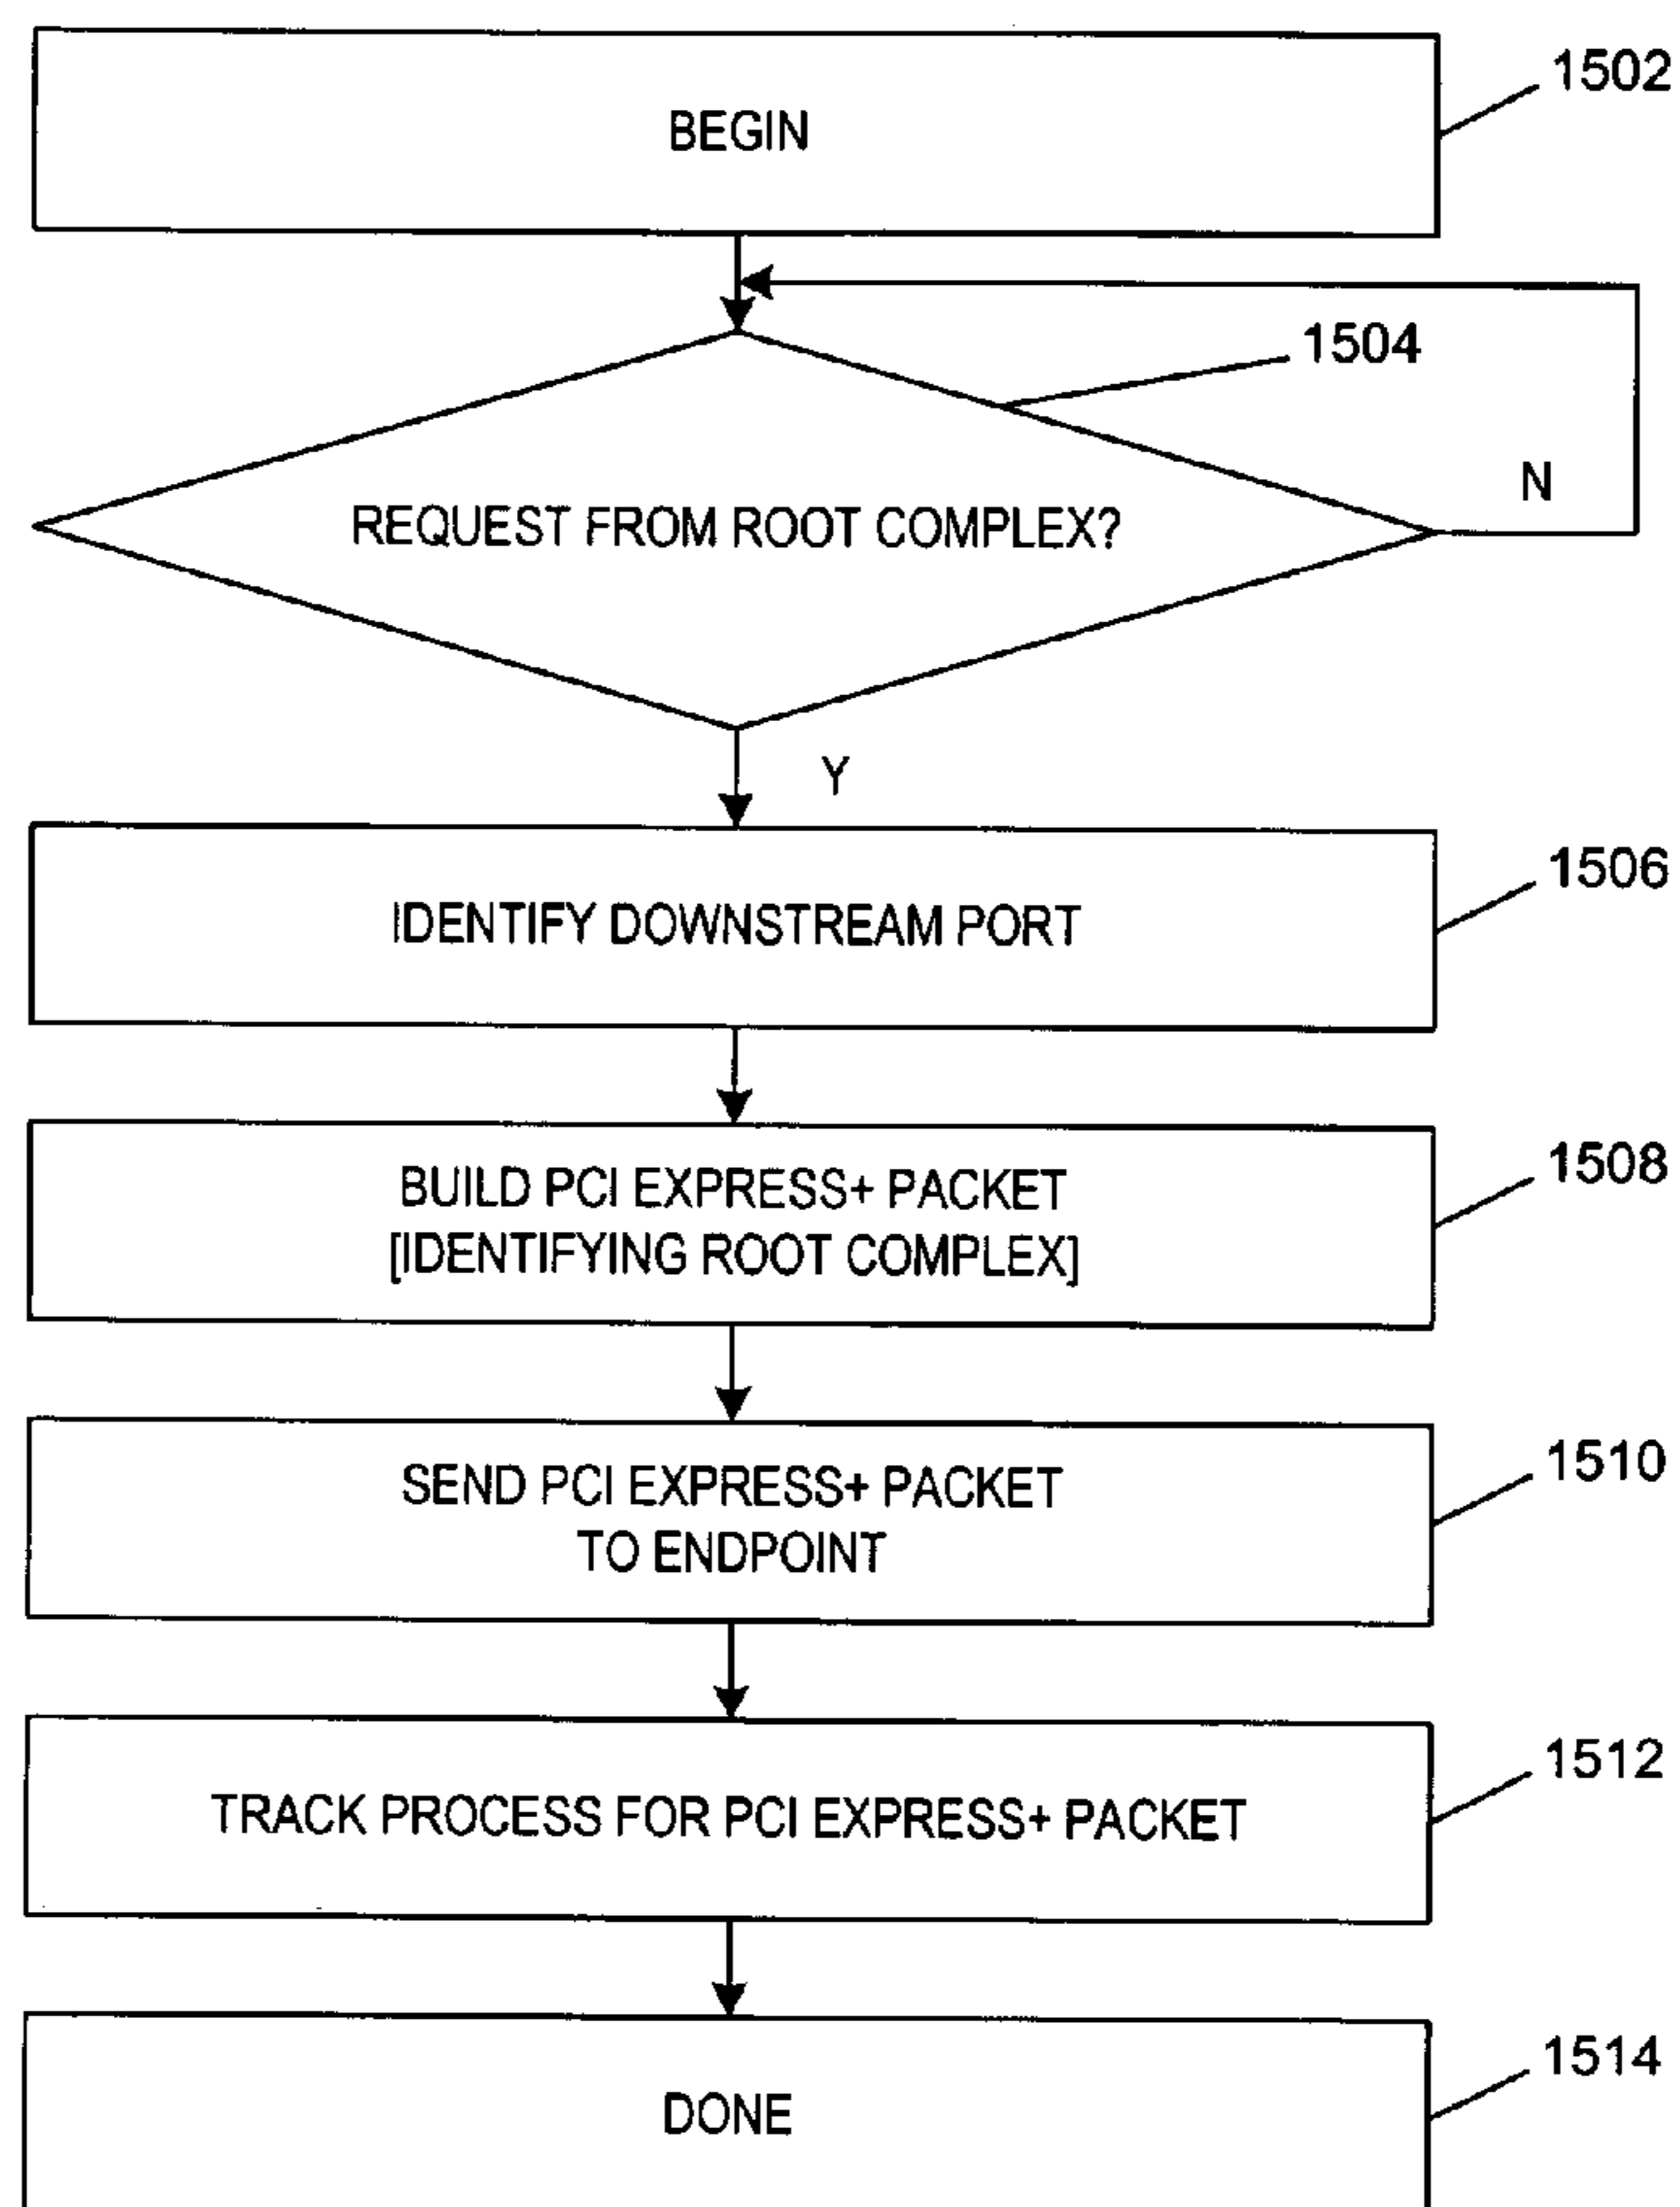 1502
BEGIN
1504
N
REQUEST FROM ROOT COMPLEX?
Y
1506
IDENTIFY DOWNSTREAM PORT
1508
BUILD PCI EXPRESS+ PACKET
[IDENTIFYING ROOT COMPLEX]
1510
SEND PCI EXPRESS+ PACKET
TO ENDPOINT
1512
TRACK PROCESS FOR PCI EXPRESS+ PACKET
1514
DONE